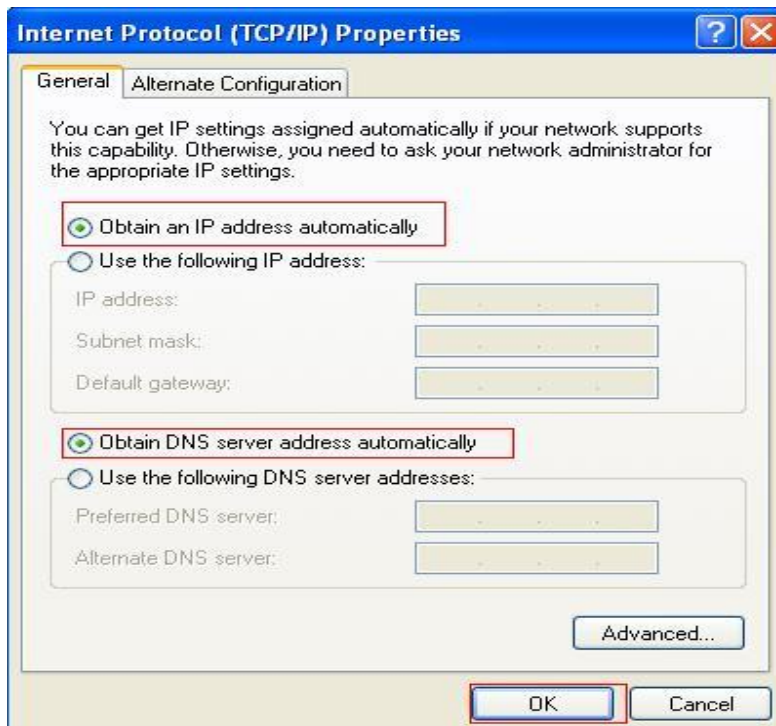 Internet Protocol (TCP/IP) Properties
General
Alternate Configuration
You can get IP settings assigned automatically if your network supports
this capability. Otherwise, you need to ask your network administrator for
the appropriate IP settings.
Obtain an IP address automatically
Use the following IP address:
IP address:
Subnet mask:
Default gateway:
Obtain DNS server address automatically
Use the following DNS server addresses:
Preferred DNS server:
Alternate DNS server:
Advanced...
OK
Cancel